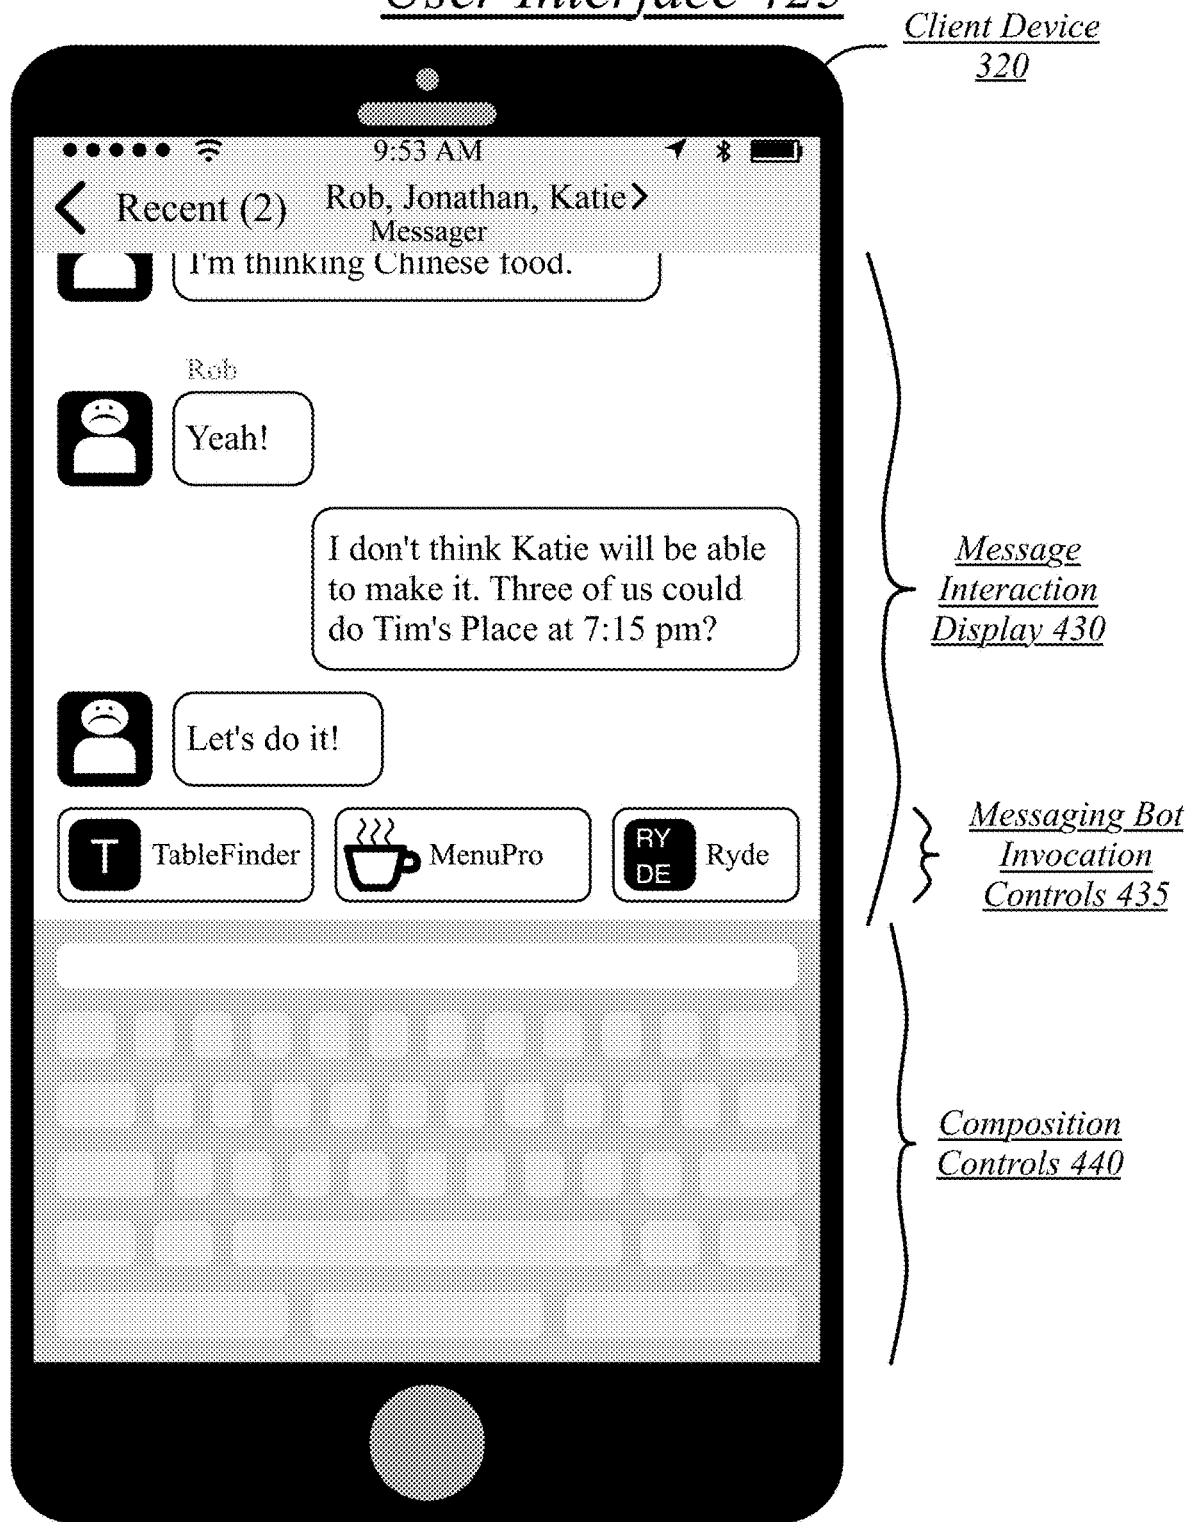 User Interface 425
Client Device
320
9:53 AM
Recent (2)
Rob, Jonathan, Katie>
Messager
I'm thinking Chinese food.
Rob
Yeah!
I don't think Katie will be able
to make it. Three of us could
do Tim's Place at 7:15 pm?
Let's do it!
T
TableFinder
MenuPro
RY
DE
Ryde
Message
Interaction
Display 430
Messaging Bot
Invocation
Controls 435
Composition
Controls 440